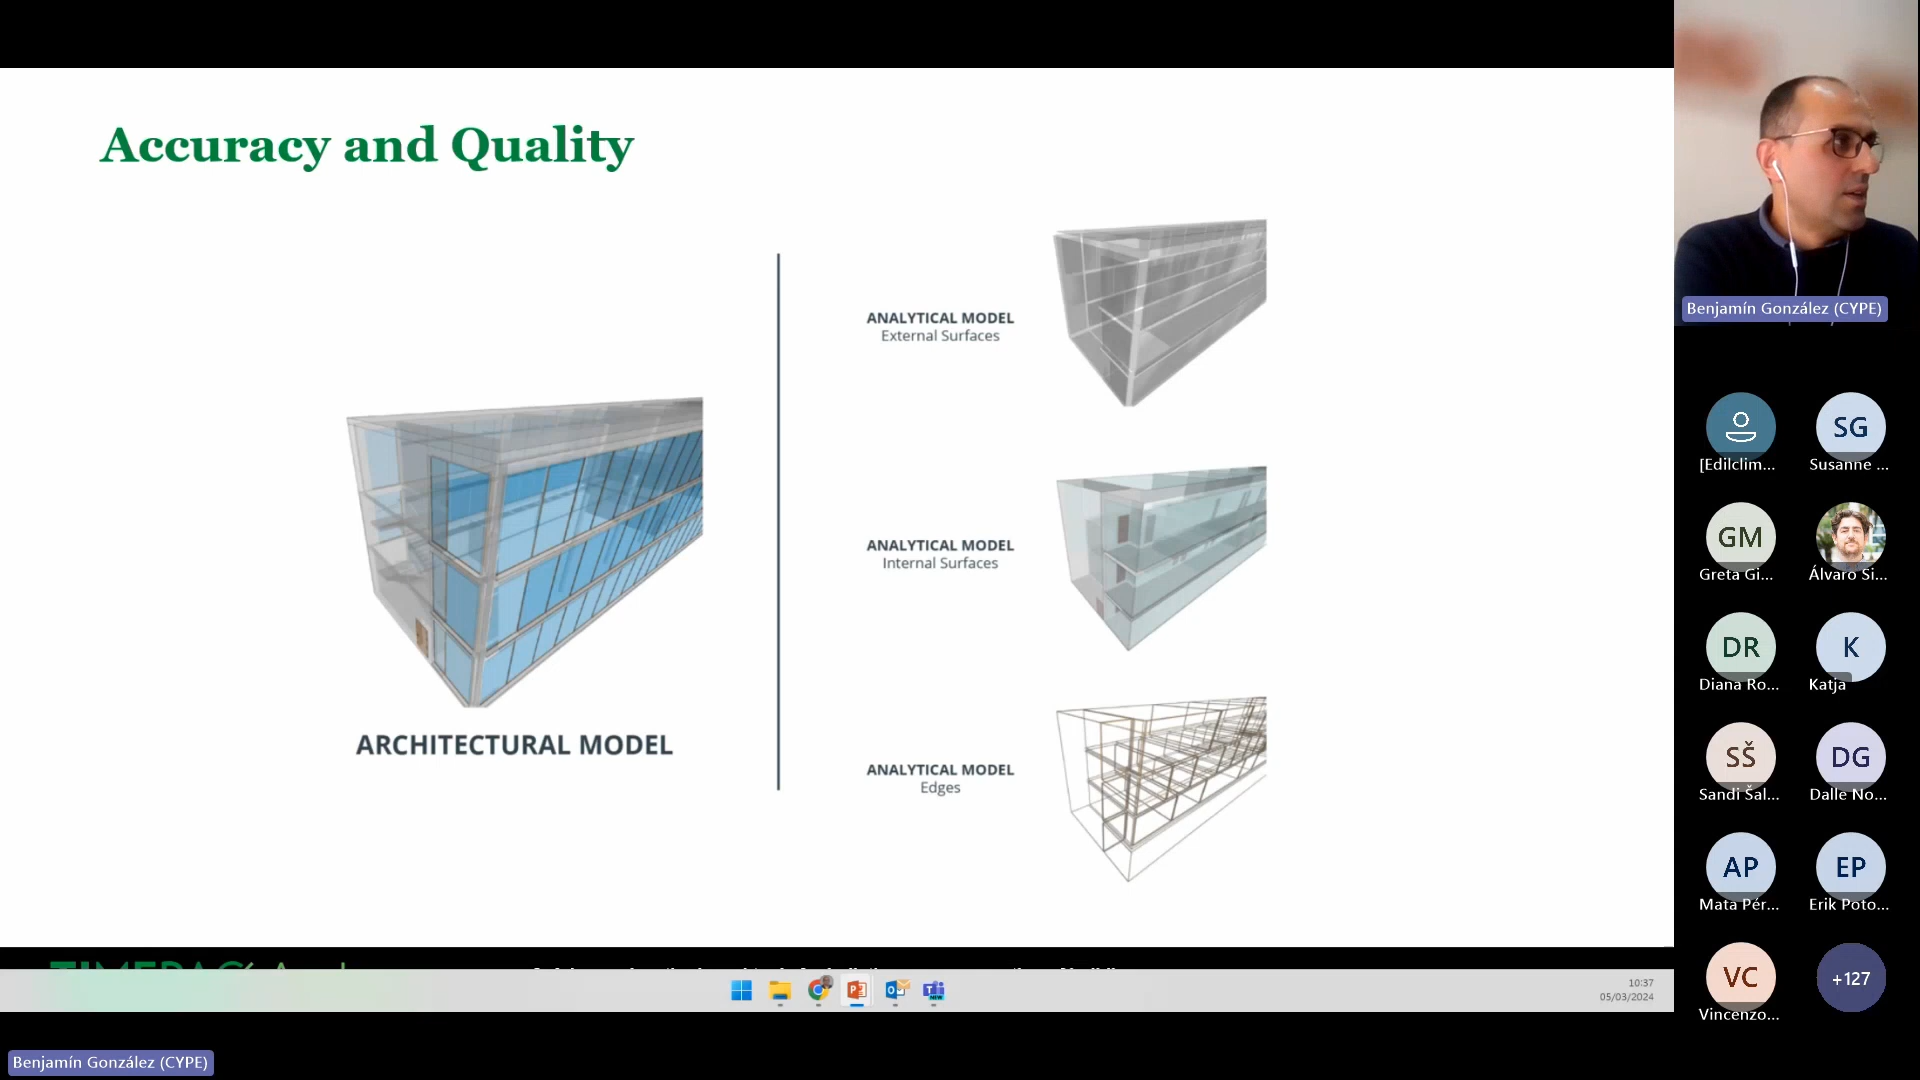 Accuracy and Quality
ANALYTICAL MODEL
External Surfaces
ANALYTICAL MODEL
Internal Surfaces
ARCHITECTURAL MODEL
ANALYTICAL MODEL
Edges
10:37
05/03/2024
Benjamín González (CYPE)
Benjamín González (CYPE)
[Edilclim...
SG
Susanne ...
GM
Greta Gi...
Álvaro Si...
DR
Diana Ro...
K
Katja
SŠ
Sandi Šal...
DG
Dalle No...
AP
Mata Pér...
EP
Erik Poto...
VC
Vincenzo...
+127